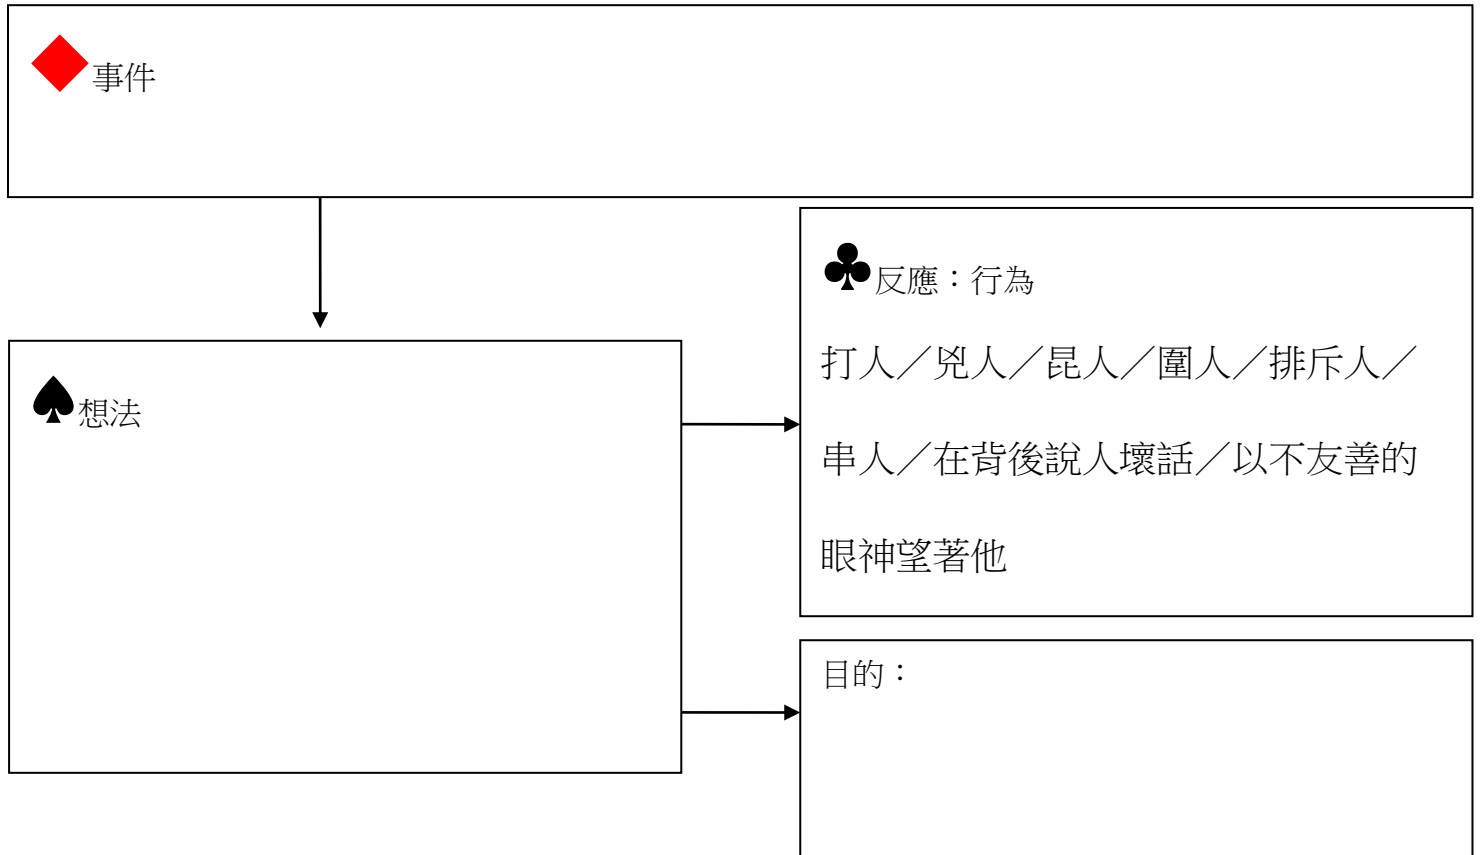 事件
反應：行為
打人／兇人／昆人／圍人／排斥人／
串人／在背後說人壞話／以不友善的
眼神望著他
想法
目的：